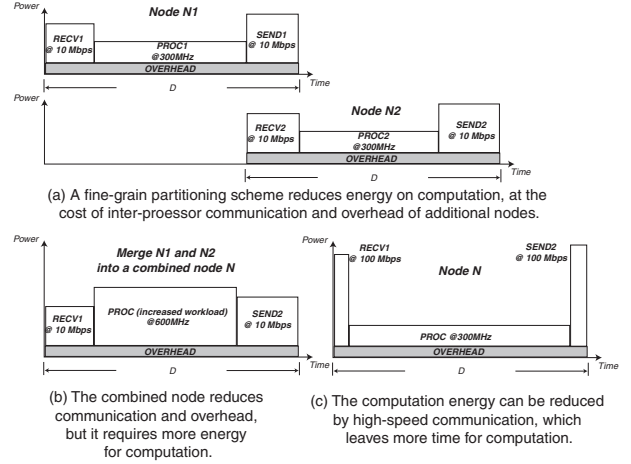 Power
Node N1
RECV1
@ 10 Mbps
PROC1
@300MHz
SEND1
@ 10 Mbps
OVERHEAD
Time
D
Power
Node N2
RECV2
@ 10 Mbps
PROC2
@300MHz
SEND2
@ 10 Mbps
OVERHEAD
Time
D
(a) A fine-grain partitioning scheme reduces energy on computation, at the
cost of inter-proessor communication and overhead of additional nodes.
Power
Merge N1 and N2
into a combined node N
RECV1
@ 10 Mbps
PROC (increased workload)
@600MHz
SEND2
@ 10 Mbps
OVERHEAD
Time
D
(b) The combined node reduces
communication and overhead,
but it requires more energy
for computation.
Power
RECV1
@ 100 Mbps
Node N
SEND2
@ 100 Mbps
PROC @300MHz
OVERHEAD
Time
D
(c) The computation energy can be reduced
by high-speed communication, which
leaves more time for computation.